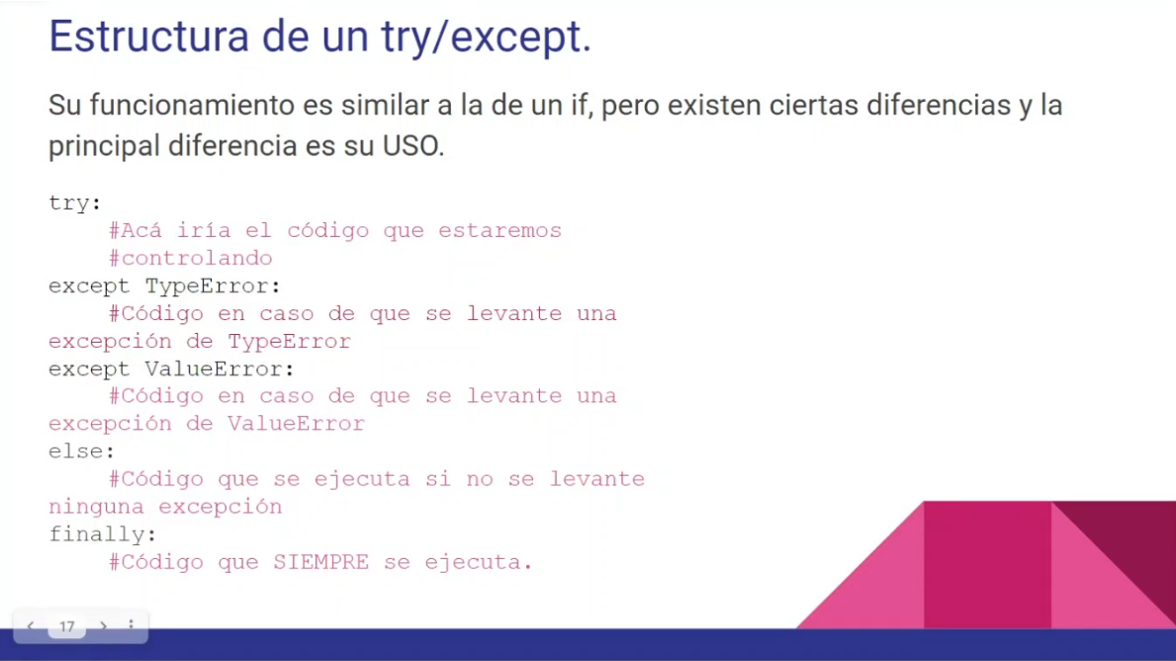 Estructura de un try/except.
Su funcionamiento es similar a la de un if, pero existen ciertas diferencias y la
principal diferencia es su USO.
try:
#Acá iría el código que estaremos
#controlando
except TypeError:
#Código en caso de que se levante una
excepción de TypeError
except ValueError:
#Código en caso de que se levante una
excepción de ValueError
else:
#Código que se ejecuta si no se levante
ninguna excepción
finally:
#Código que SIEMPRE se ejecuta.
17